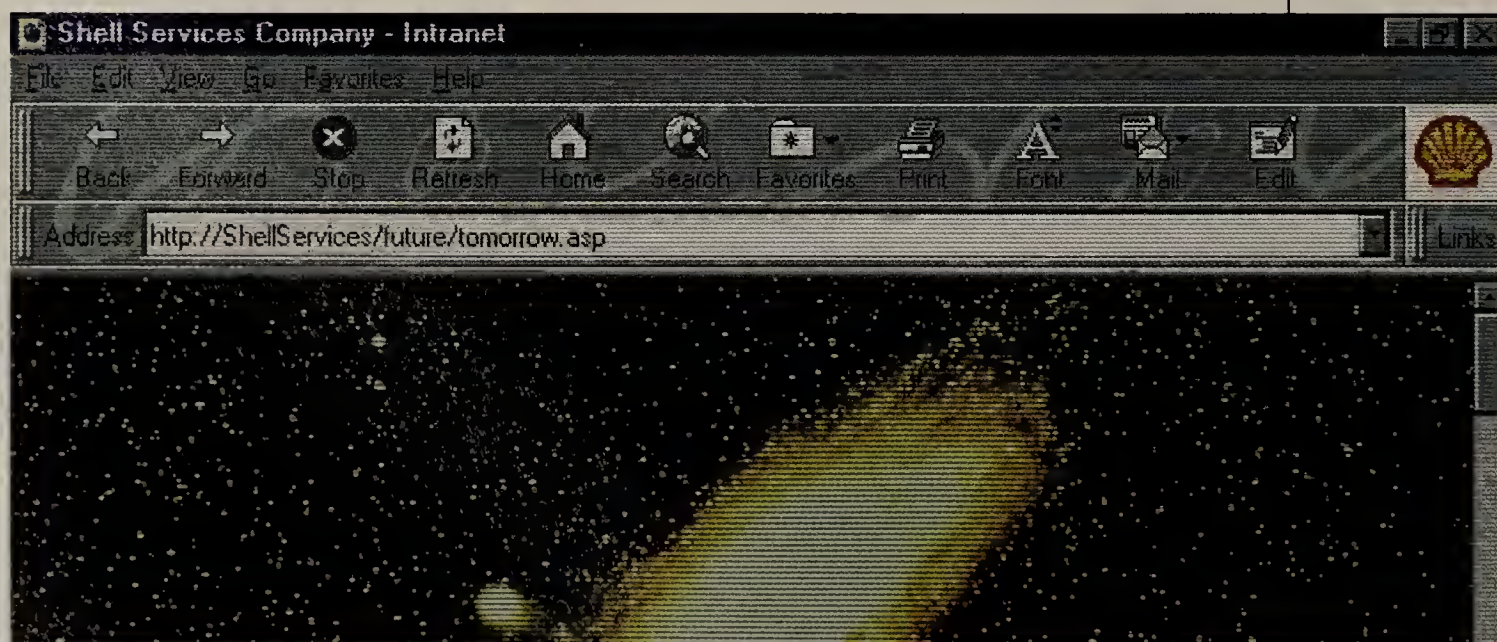 Shell Services Company - Intranet
File Edit View Go Favorites Help
Back Forward Stop Refresh Home Search Favorites Print Font Mail Edit
Address http://ShellServices/future/tomorrow.asp Links